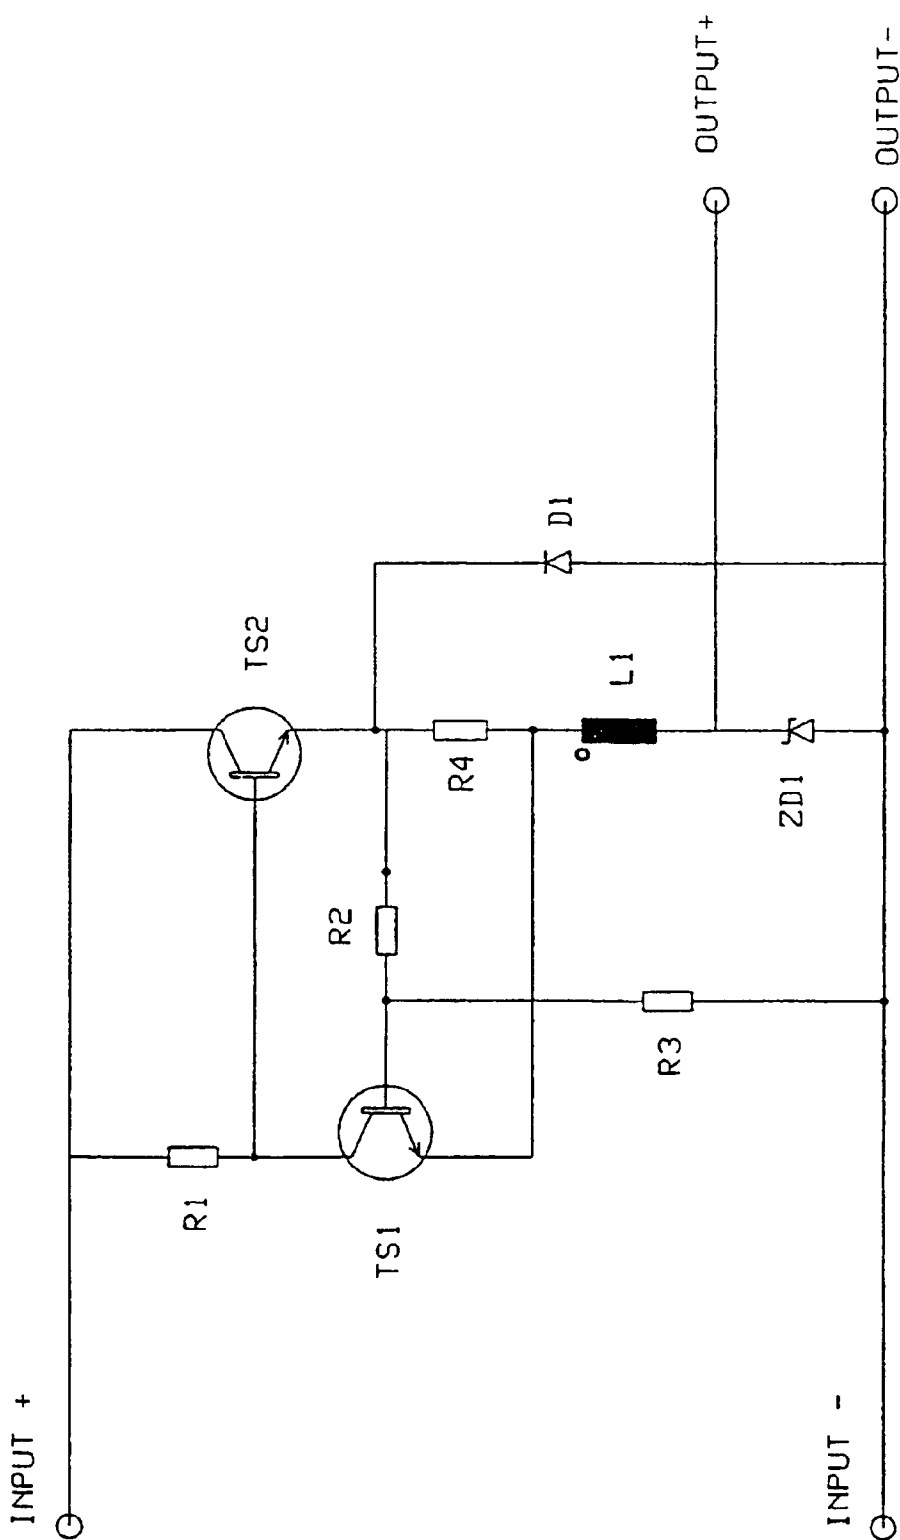 INPUT +
R1
TS1
TS2
R2
R4
D1
L1
R3
ZD1
OUTPUT+
INPUT -
OUTPUT-